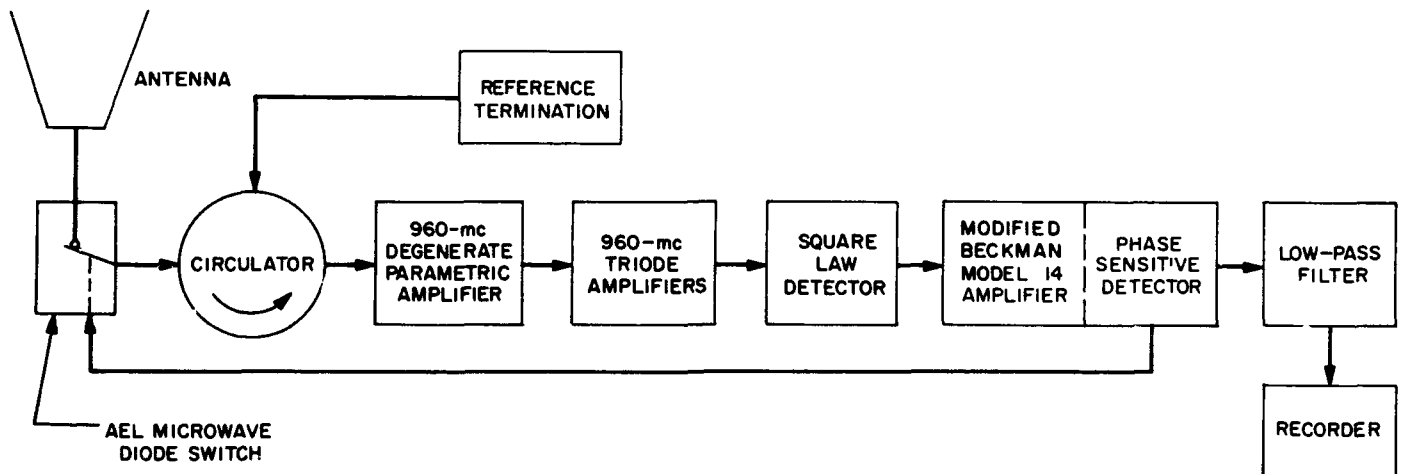 ANTENNA
REFERENCE
TERMINATION
CIRCULATOR
960-mc
DEGENERATE
PARAMETRIC
AMPLIFIER
960-mc
TRIODE
AMPLIFIERS
SQUARE
LAW
DETECTOR
MODIFIED
BECKMAN
MODEL 14
AMPLIFIER
PHASE
SENSITIVE
DETECTOR
LOW-PASS
FILTER
AEL MICROWAVE
DIODE SWITCH
RECORDER